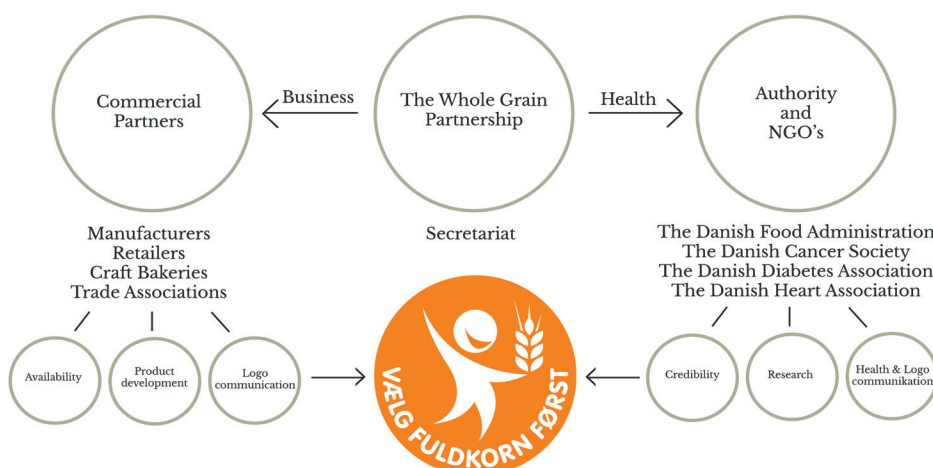 Commercial
Partners
Business
The Whole Grain
Partnership
Health
Authority
and
NGO's
Manufacturers
Retailers
Craft Bakeries
Trade Associations
Secretariat
The Danish Food Administration
The Danish Cancer Society
The Danish Diabetes Association
The Danish Heart Association
Availability
Product
development
Logo
communication
VÆLG FULDKORN FØRST
Credibility
Research
Health & Logo
communikation